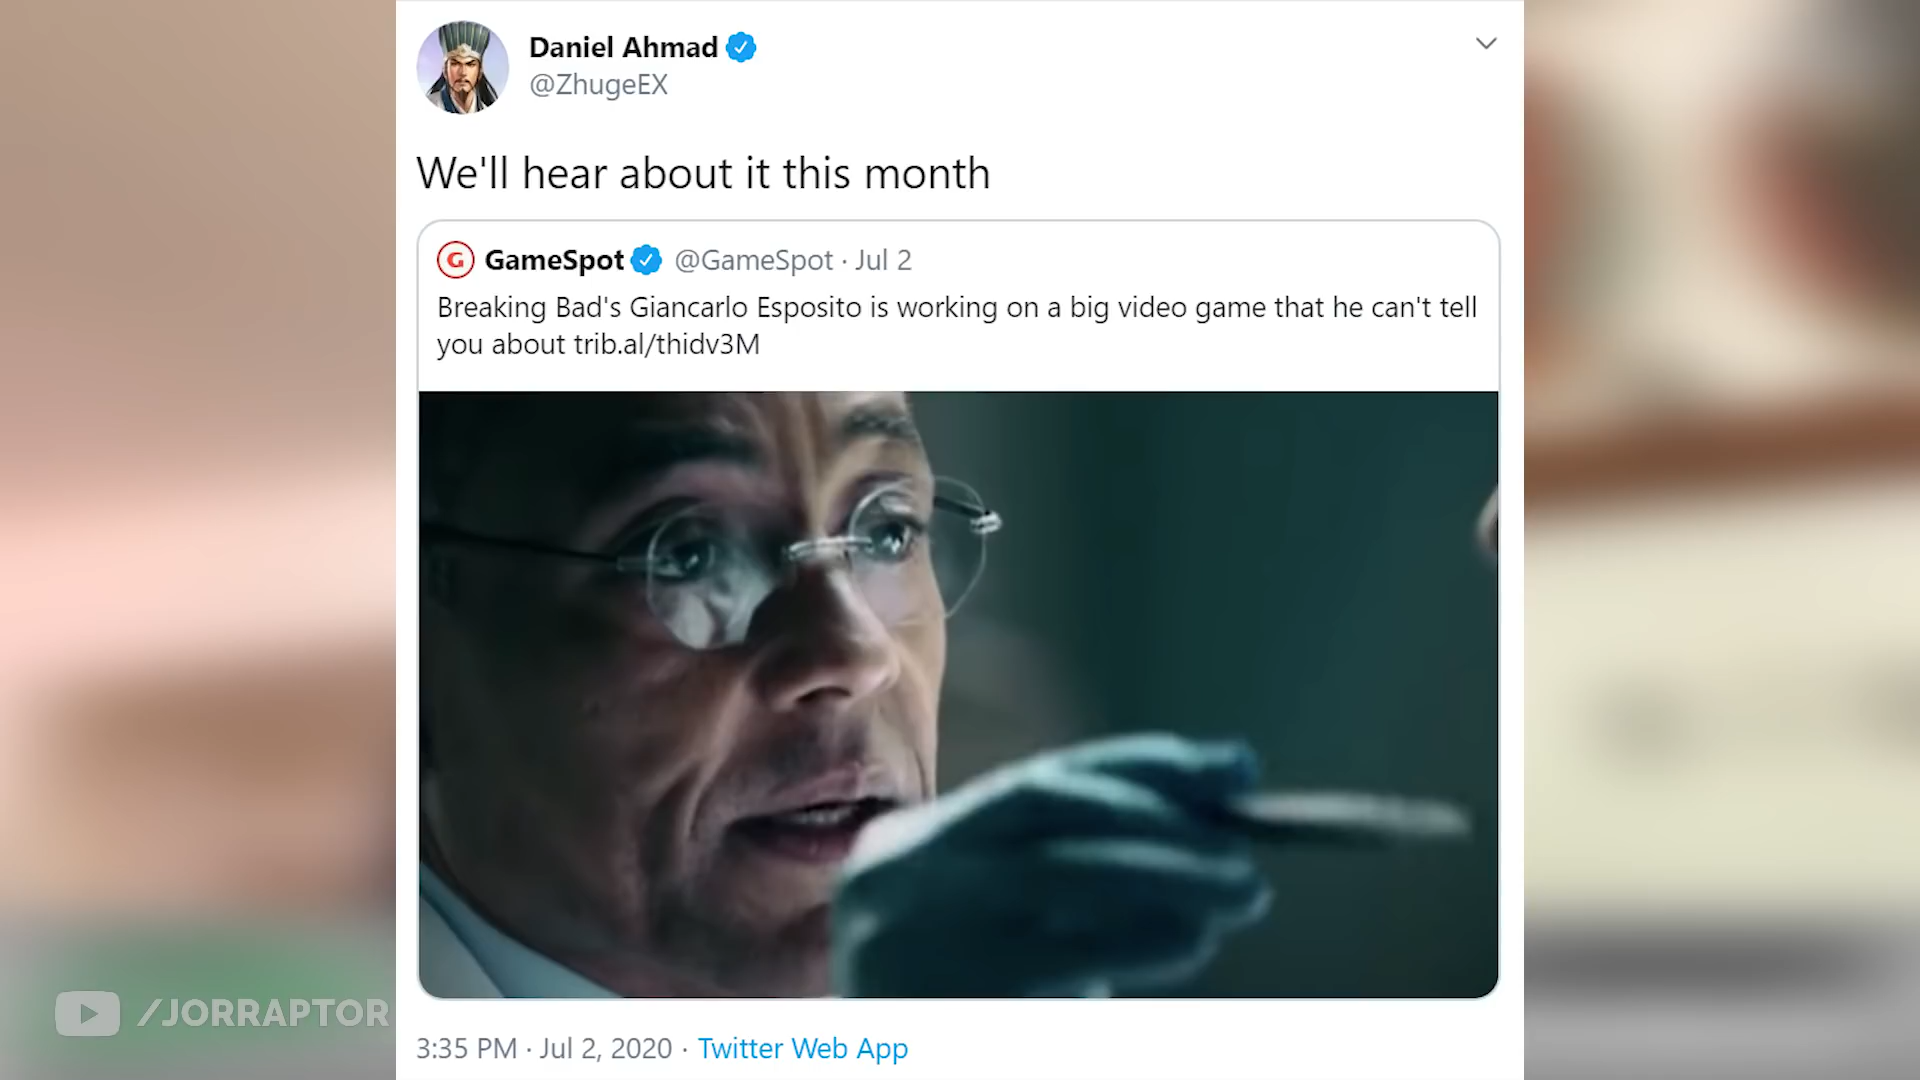 Daniel Ahmad
@ZhugeEX
We'll hear about it this month
G GameSpot @GameSpot · Jul 2
Breaking Bad's Giancarlo Esposito is working on a big video game that he can't tell
you about trib.al/thidv3M
/JORRAPTOR
3:35 PM · Jul 2, 2020 · Twitter Web App